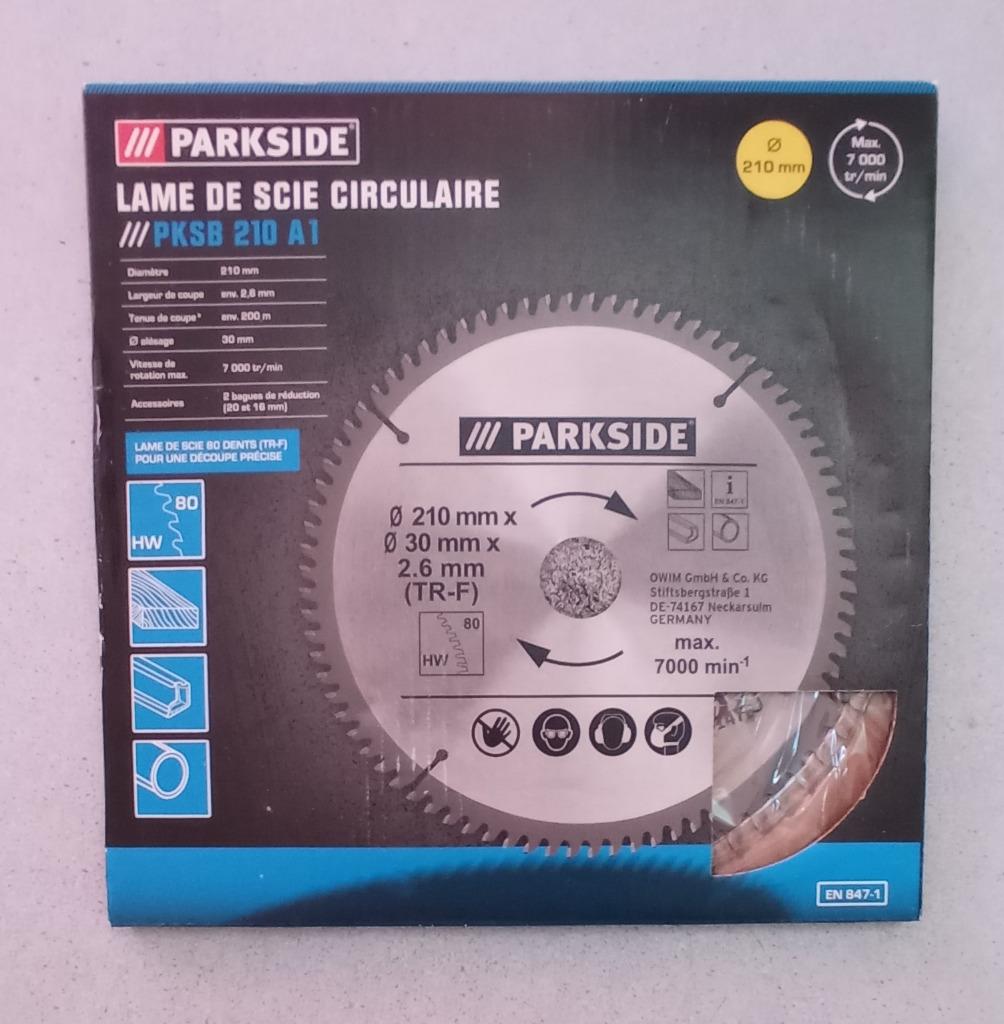 PARKSIDE
Ø
210 mm
Max.
7 000
tr/min
LAME DE SCIE CIRCULAIRE
PKSB 210 A1
Diamètre 210 mm
Largeur de coupe env. 2,6 mm
Tenue de coupe* env. 200 m
Ø alésage 30 mm
Vitesse de
rotation max. 7 000 tr/min
Accessoires 2 bagues de réduction
(20 et 16 mm)
LAME DE SCIE 80 DENTS (TR-F)
POUR UNE DÉCOUPE PRÉCISE
80
HW
PARKSIDE
Ø 210 mm x
Ø 30 mm x
2.6 mm
(TR-F)
80
HW
i
EN 847-1
OWIM GmbH & Co. KG
Stiftsbergstraße 1
DE-74167 Neckarsulm
GERMANY
max.
7000 min⁻¹
EN 847-1